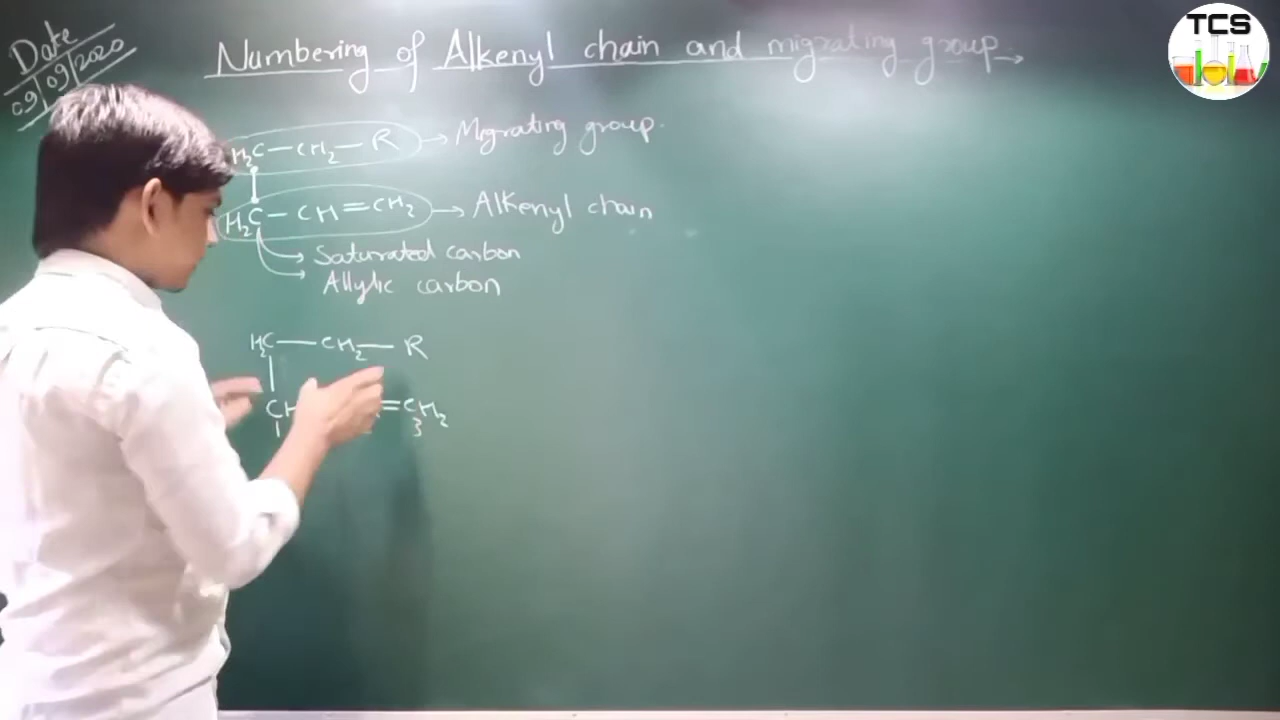 Date
09/09/2020
Numbering of Alkenyl chain and migrating group →
TCS
H₂C — CH₂ — R → Migrating group.
H₂C — CH = CH₂ → Alkenyl chain
→ Saturated carbon
→ Allylic carbon
H₂C — CH₂ — R
CH = CH₂
1 3